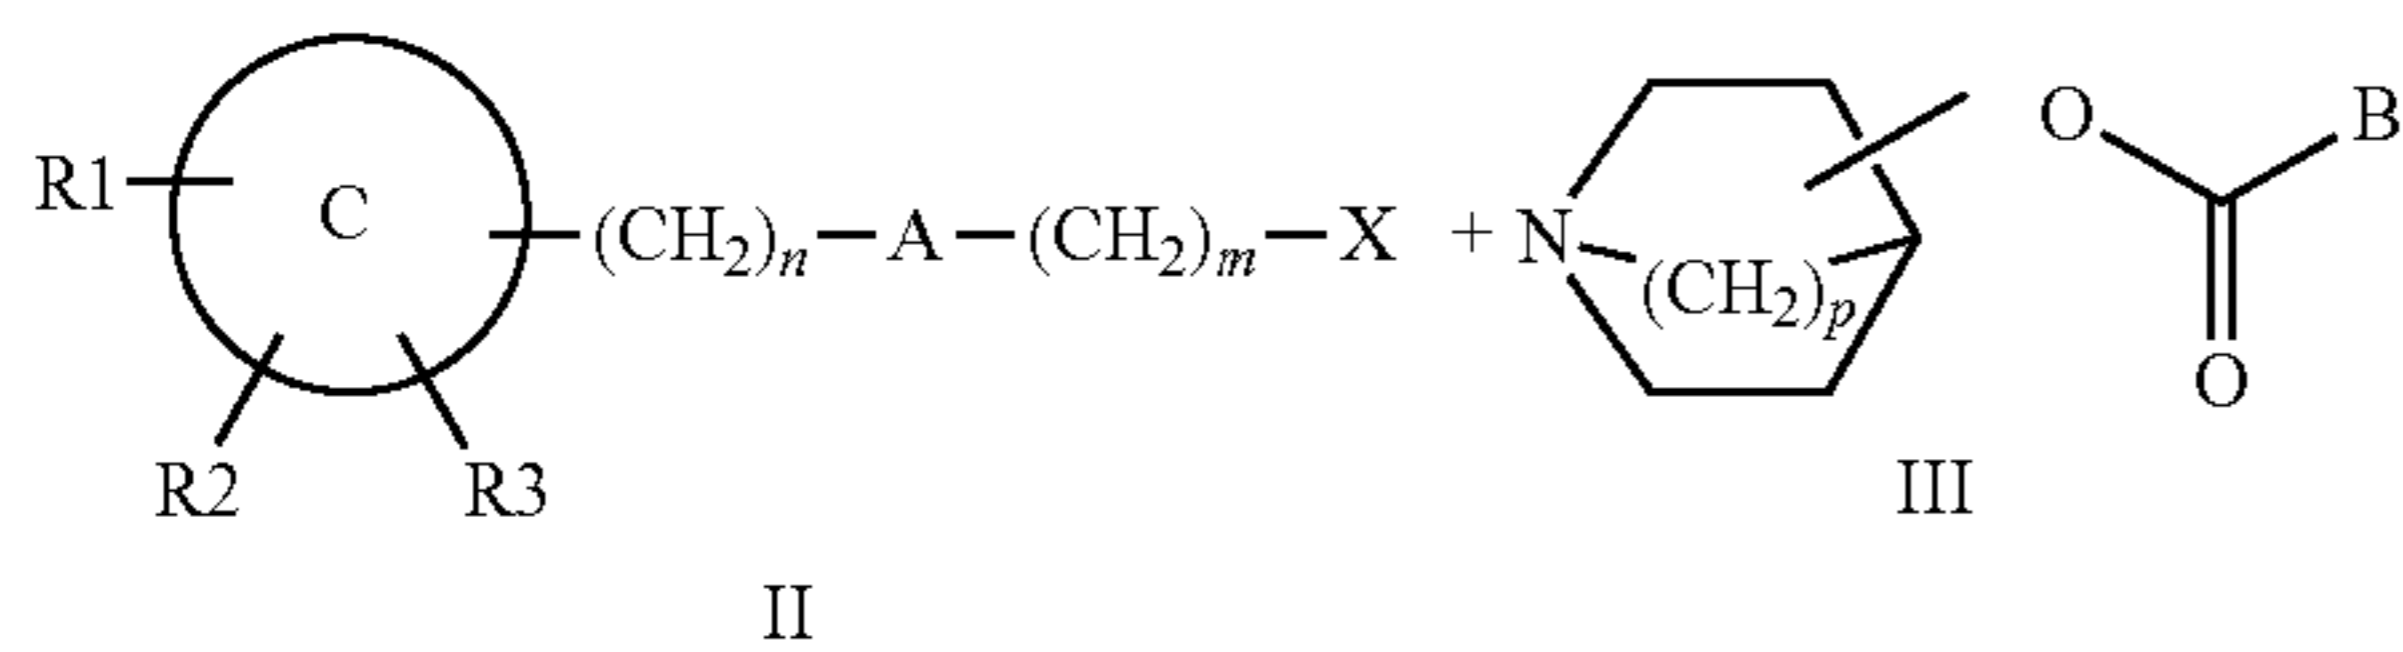 O B
R1 C (CH₂)ₙ A (CH₂)ₘ X + N (CH₂)ₚ
O
R2 R3 III
II